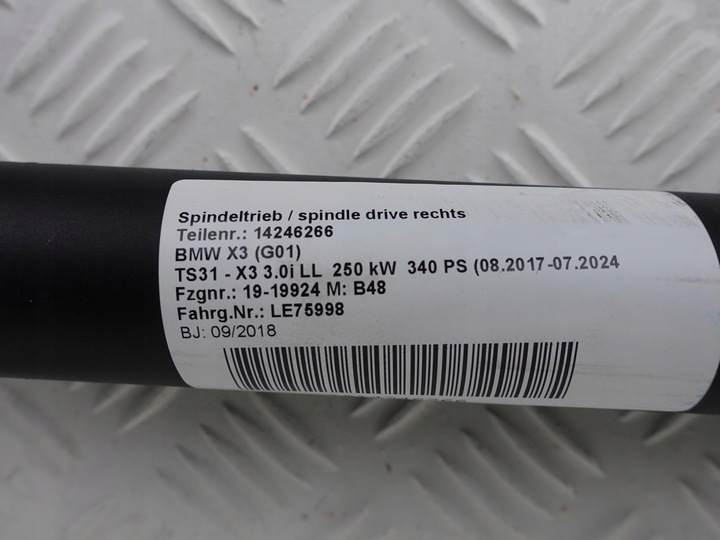 Spindeltrieb / spindle drive rechts
Teilenr.: 14246266
BMW X3 (G01)
TS31 - X3 3.0i LL 250 kW 340 PS (08.2017-07.2024
Fzgnr.: 19-19924 M: B48
Fahrg.Nr.: LE75998
BJ: 09/2018